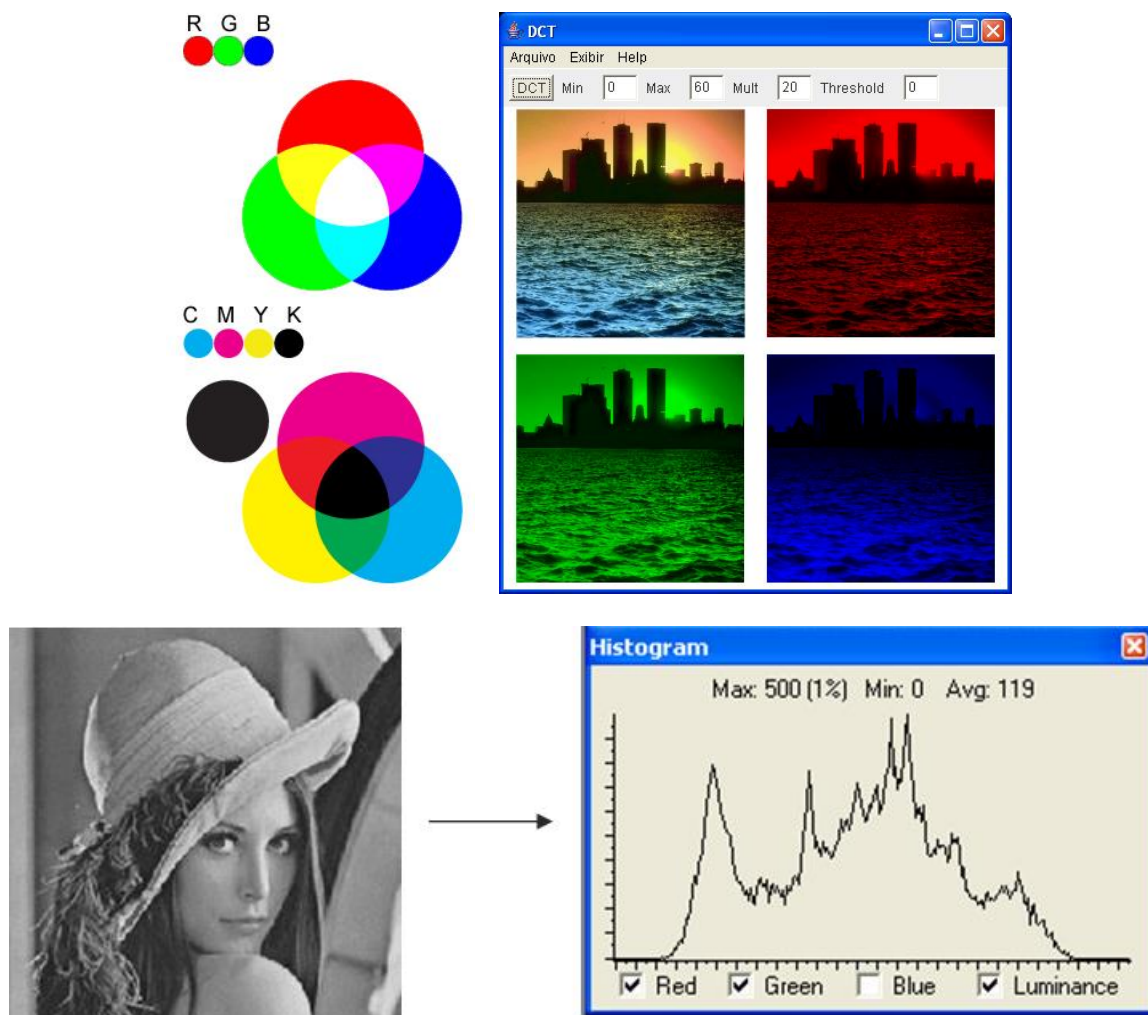 R G B
C M Y K
DCT
Arquivo Exibir Help
DCT Min 0 Max 60 Mult 20 Threshold 0
Histogram
Max: 500 (1%) Min: 0 Avg: 119
Red Green Blue Luminance